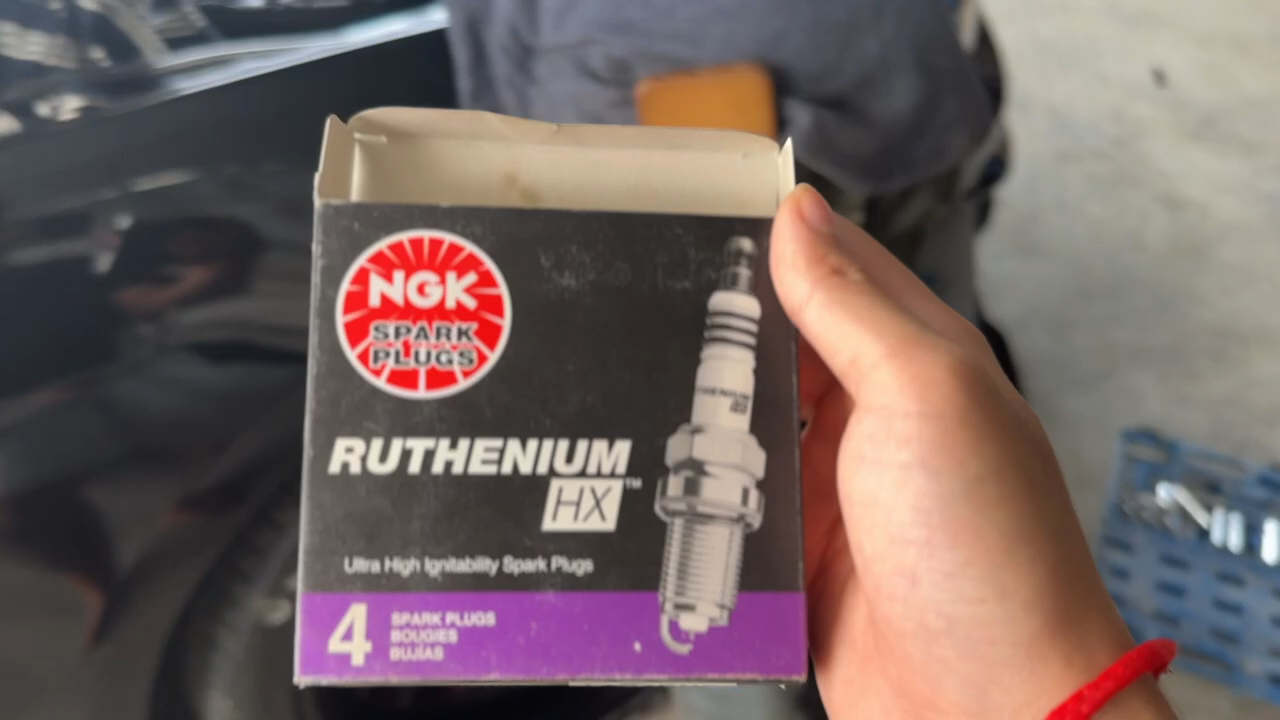 NGK
SPARK
PLUGS
RUTHENIUM
HX™
Ultra High Ignitability Spark Plugs
4
SPARK PLUGS
BOUGIES
BUJÍAS